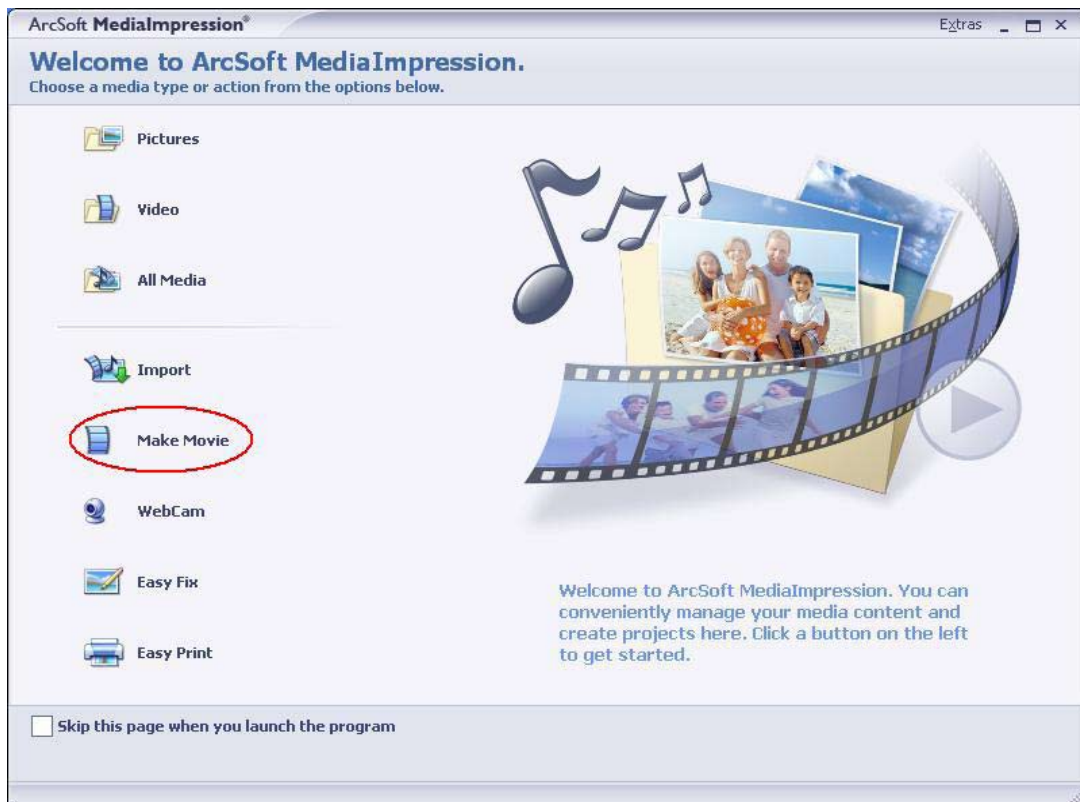 ArcSoft MediaImpression®
Extras
Welcome to ArcSoft MediaImpression.
Choose a media type or action from the options below.
Pictures
Video
All Media
Import
Make Movie
WebCam
Easy Fix
Easy Print
Welcome to ArcSoft MediaImpression. You can
conveniently manage your media content and
create projects here. Click a button on the left
to get started.
Skip this page when you launch the program